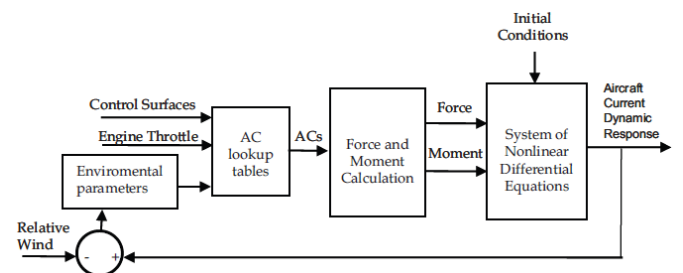 Initial
Conditions
Control Surfaces
Engine Throttle
Enviromental
parameters
AC
lookup
tables
ACs
Force and
Moment
Calculation
Force
Moment
System of
Nonlinear
Differential
Equations
Aircraft
Current
Dynamic
Response
Relative
Wind
- +